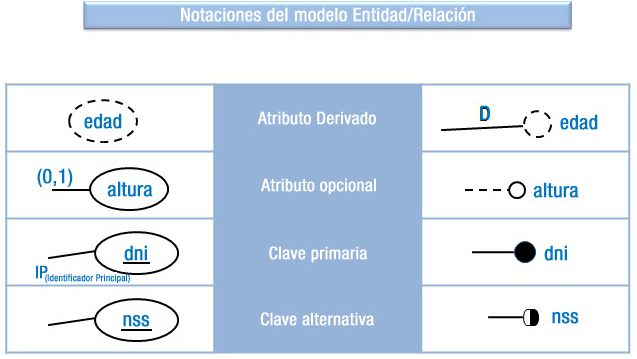 Notaciones del modelo Entidad/Relación
edad Atributo Derivado D edad
(0,1) altura Atributo opcional altura
dni Clave primaria dni
IP(Identificador Principal)
nss Clave alternativa nss